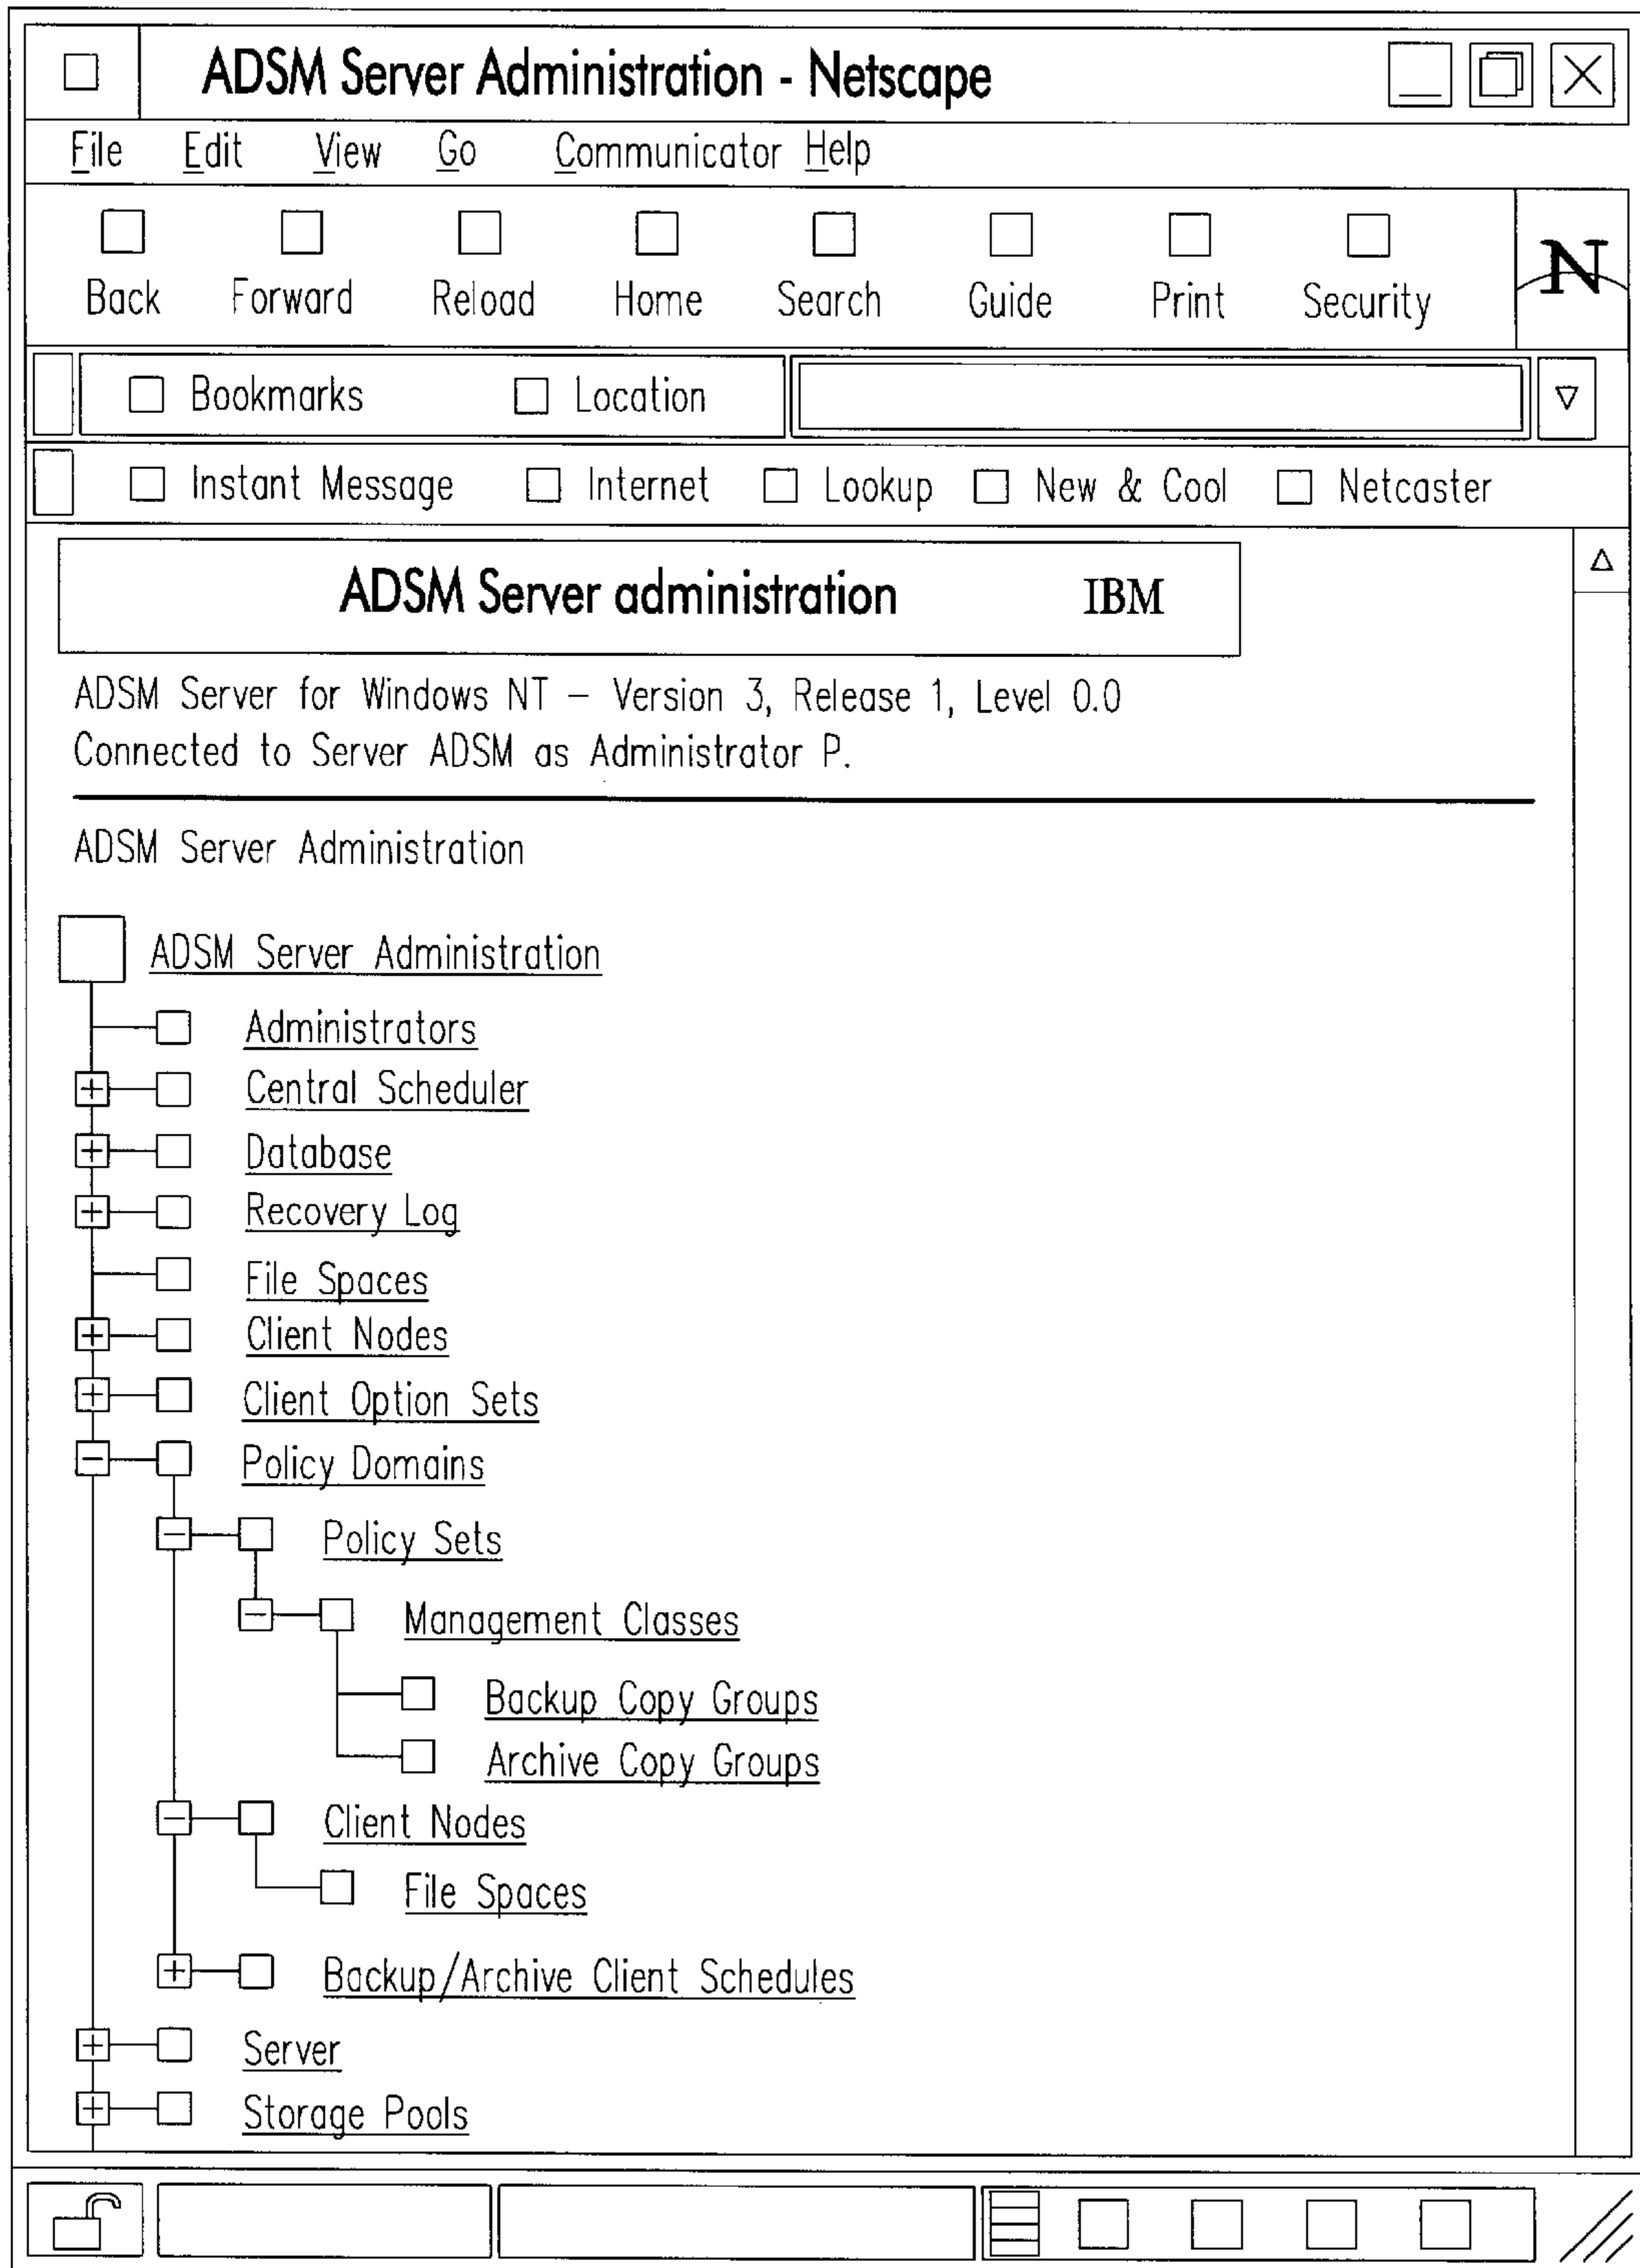 ADSM Server Administration - Netscape
File Edit View Go Communicator Help
Back Forward Reload Home Search Guide Print Security
N
Bookmarks Location
Instant Message Internet Lookup New & Cool Netcaster
ADSM Server administration IBM
ADSM Server for Windows NT – Version 3, Release 1, Level 0.0
Connected to Server ADSM as Administrator P.
ADSM Server Administration
ADSM Server Administration
Administrators
Central Scheduler
Database
Recovery Log
File Spaces
Client Nodes
Client Option Sets
Policy Domains
Policy Sets
Management Classes
Backup Copy Groups
Archive Copy Groups
Client Nodes
File Spaces
Backup/Archive Client Schedules
Server
Storage Pools